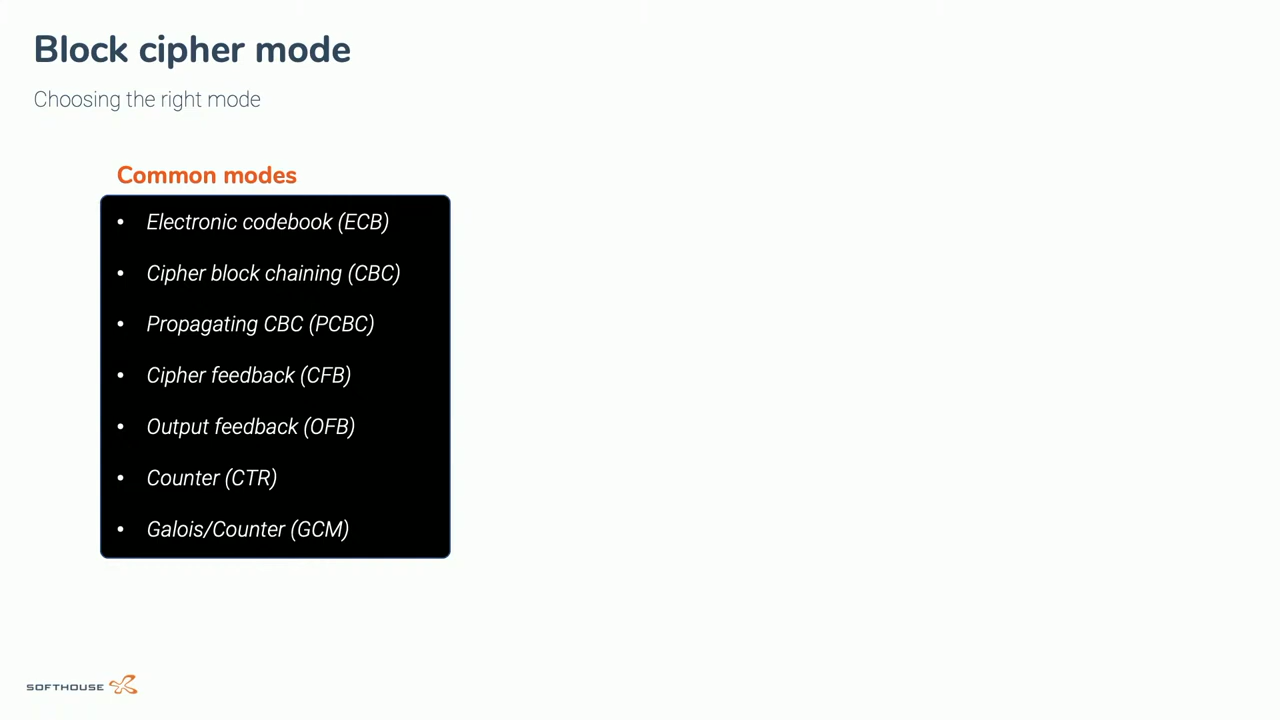 Block cipher mode
Choosing the right mode
Common modes
• Electronic codebook (ECB)
• Cipher block chaining (CBC)
• Propagating CBC (PCBC)
• Cipher feedback (CFB)
• Output feedback (OFB)
• Counter (CTR)
• Galois/Counter (GCM)
SOFTHOUSE